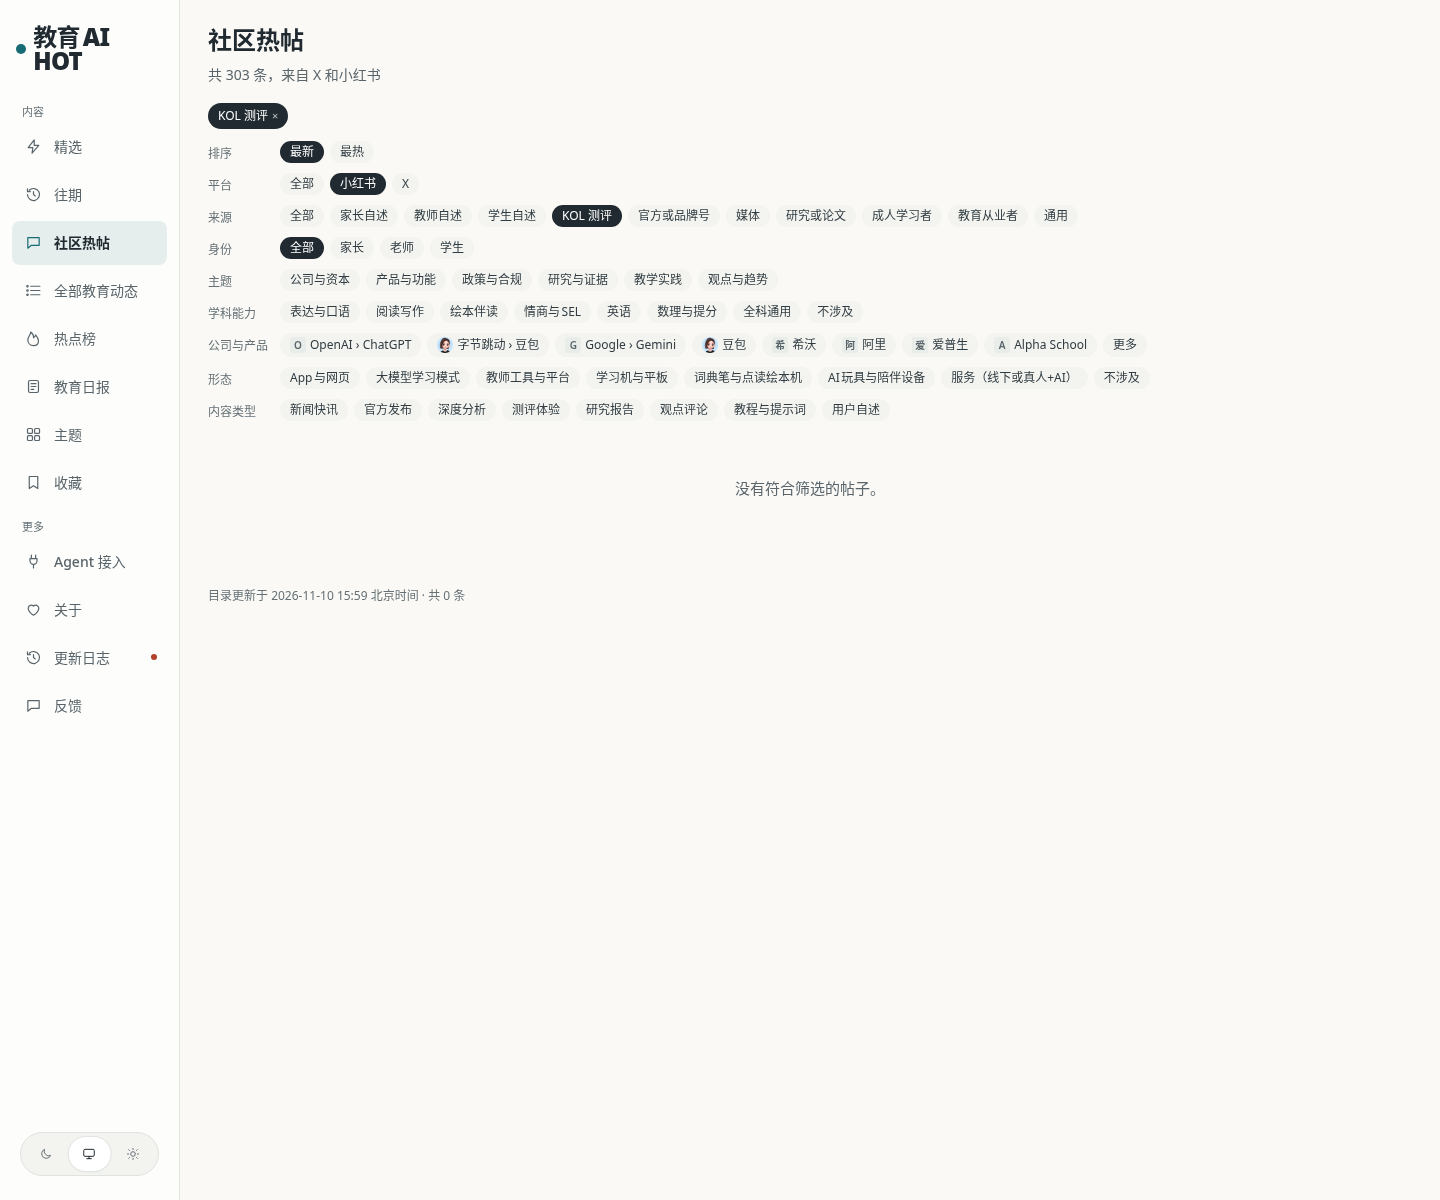 教育 AI
HOT
内容
精选
往期
社区热帖
全部教育动态
热点榜
教育日报
主题
收藏
更多
Agent 接入
关于
更新日志
反馈
社区热帖
共 303 条，来自 X 和小红书
KOL 测评 ×
排序 最新 最热
平台 全部 小红书 X
来源 全部 家长自述 教师自述 学生自述 KOL 测评 官方或品牌号 媒体 研究或论文 成人学习者 教育从业者 通用
身份 全部 家长 老师 学生
主题 公司与资本 产品与功能 政策与合规 研究与证据 教学实践 观点与趋势
学科能力 表达与口语 阅读写作 绘本伴读 情商与 SEL 英语 数理与提分 全科通用 不涉及
公司与产品 O OpenAI › ChatGPT 字节跳动 › 豆包 G Google › Gemini 豆包 希 希沃 阿 阿里 爱 爱普生 A Alpha School 更多
形态 App 与网页 大模型学习模式 教师工具与平台 学习机与平板 词典笔与点读绘本机 AI 玩具与陪伴设备 服务（线下或真人+AI） 不涉及
内容类型 新闻快讯 官方发布 深度分析 测评体验 研究报告 观点评论 教程与提示词 用户自述
没有符合筛选的帖子。
目录更新于 2026-11-10 15:59 北京时间 · 共 0 条